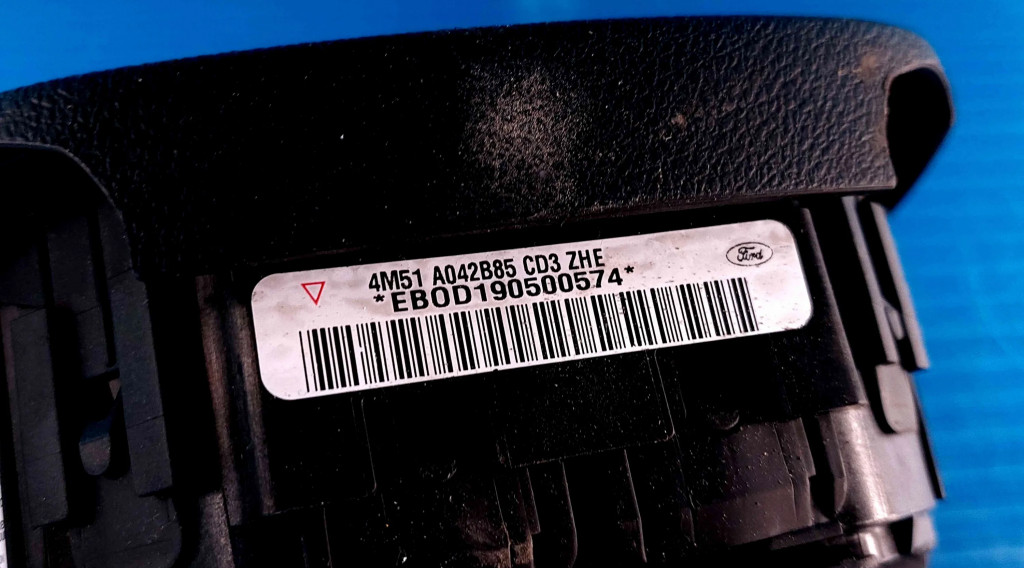 4M51 A042B85 CD3 ZHE
Ford
*EBOD190500574*